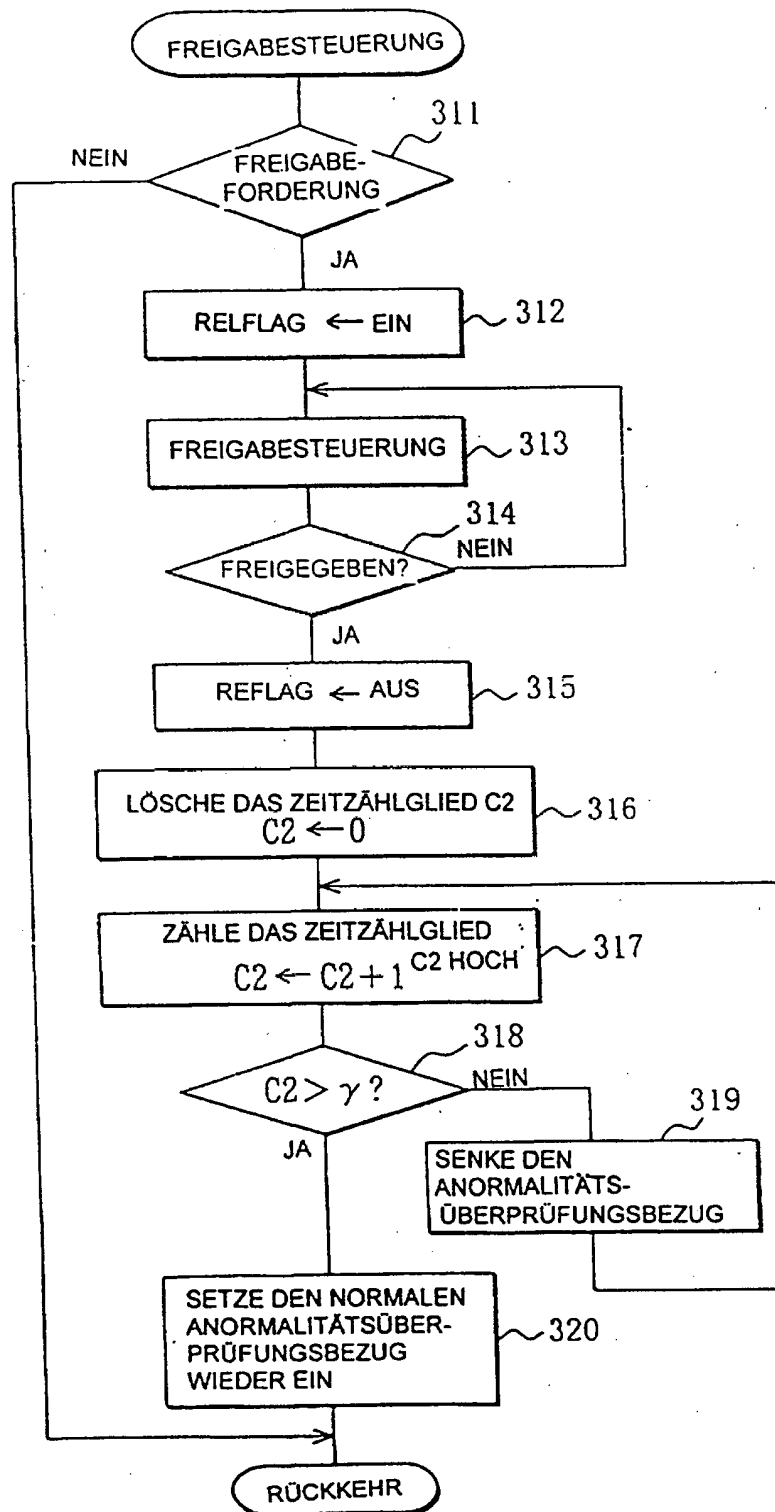 FREIGABESTEUERUNG
311
NEIN
FREIGABE-
FORDERUNG
JA
RELFLAG ← EIN
312
FREIGABESTEUERUNG
313
314
FREIGEGEBEN?
NEIN
JA
REFLAG ← AUS
315
LÖSCHE DAS ZEITZÄHLGLIED C2
C2 ← 0
316
ZÄHLE DAS ZEITZÄHLGLIED
C2 ← C2 + 1 C2 HOCH
317
318
C2 > γ ?
NEIN
JA
319
SENKE DEN
ANORMALITÄTS-
ÜBERPRÜFUNGSBEZUG
SETZE DEN NORMALEN
ANORMALITÄTSÜBER-
PRÜFUNGSBEZUG
WIEDER EIN
320
RÜCKKEHR